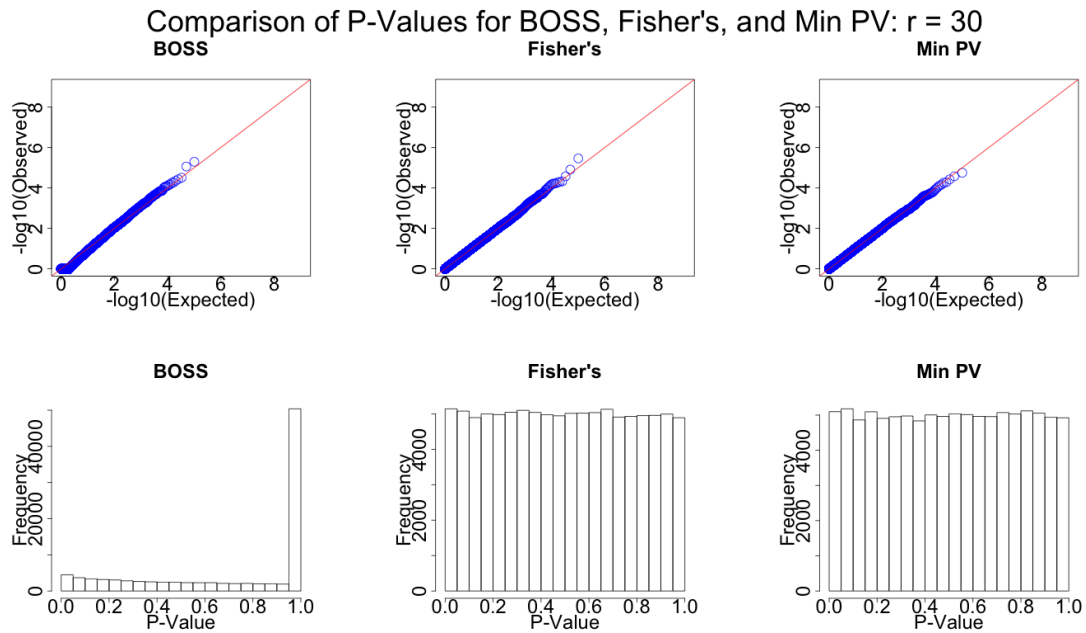 Comparison of P-Values for BOSS, Fisher's, and Min PV: r = 30
BOSS
Fisher's
Min PV
-log10(Observed)
0 2 4 6 8
0 2 4 6 8
-log10(Expected)
-log10(Observed)
0 2 4 6 8
0 2 4 6 8
-log10(Expected)
-log10(Observed)
0 2 4 6 8
0 2 4 6 8
-log10(Expected)
BOSS
Fisher's
Min PV
Frequency
0 20000 40000
0.0 0.2 0.4 0.6 0.8 1.0
P-Value
Frequency
0 2000 4000
0.0 0.2 0.4 0.6 0.8 1.0
P-Value
Frequency
0 2000 4000
0.0 0.2 0.4 0.6 0.8 1.0
P-Value